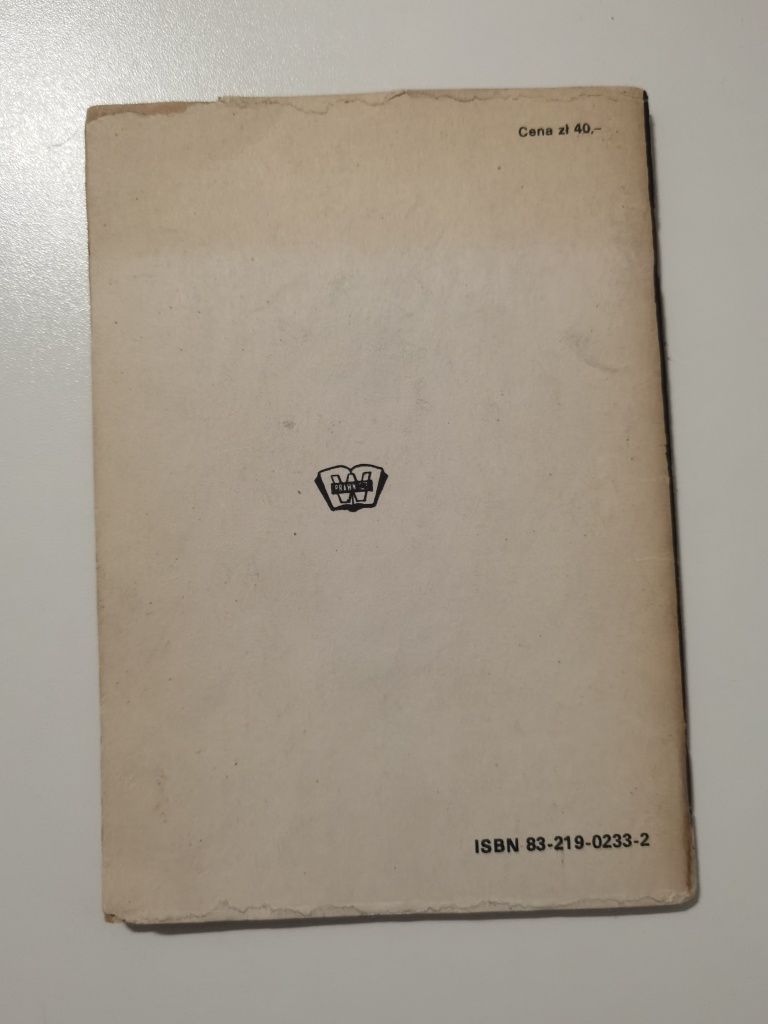 Cena zł 40,–
W
ISBN 83-219-0233-2